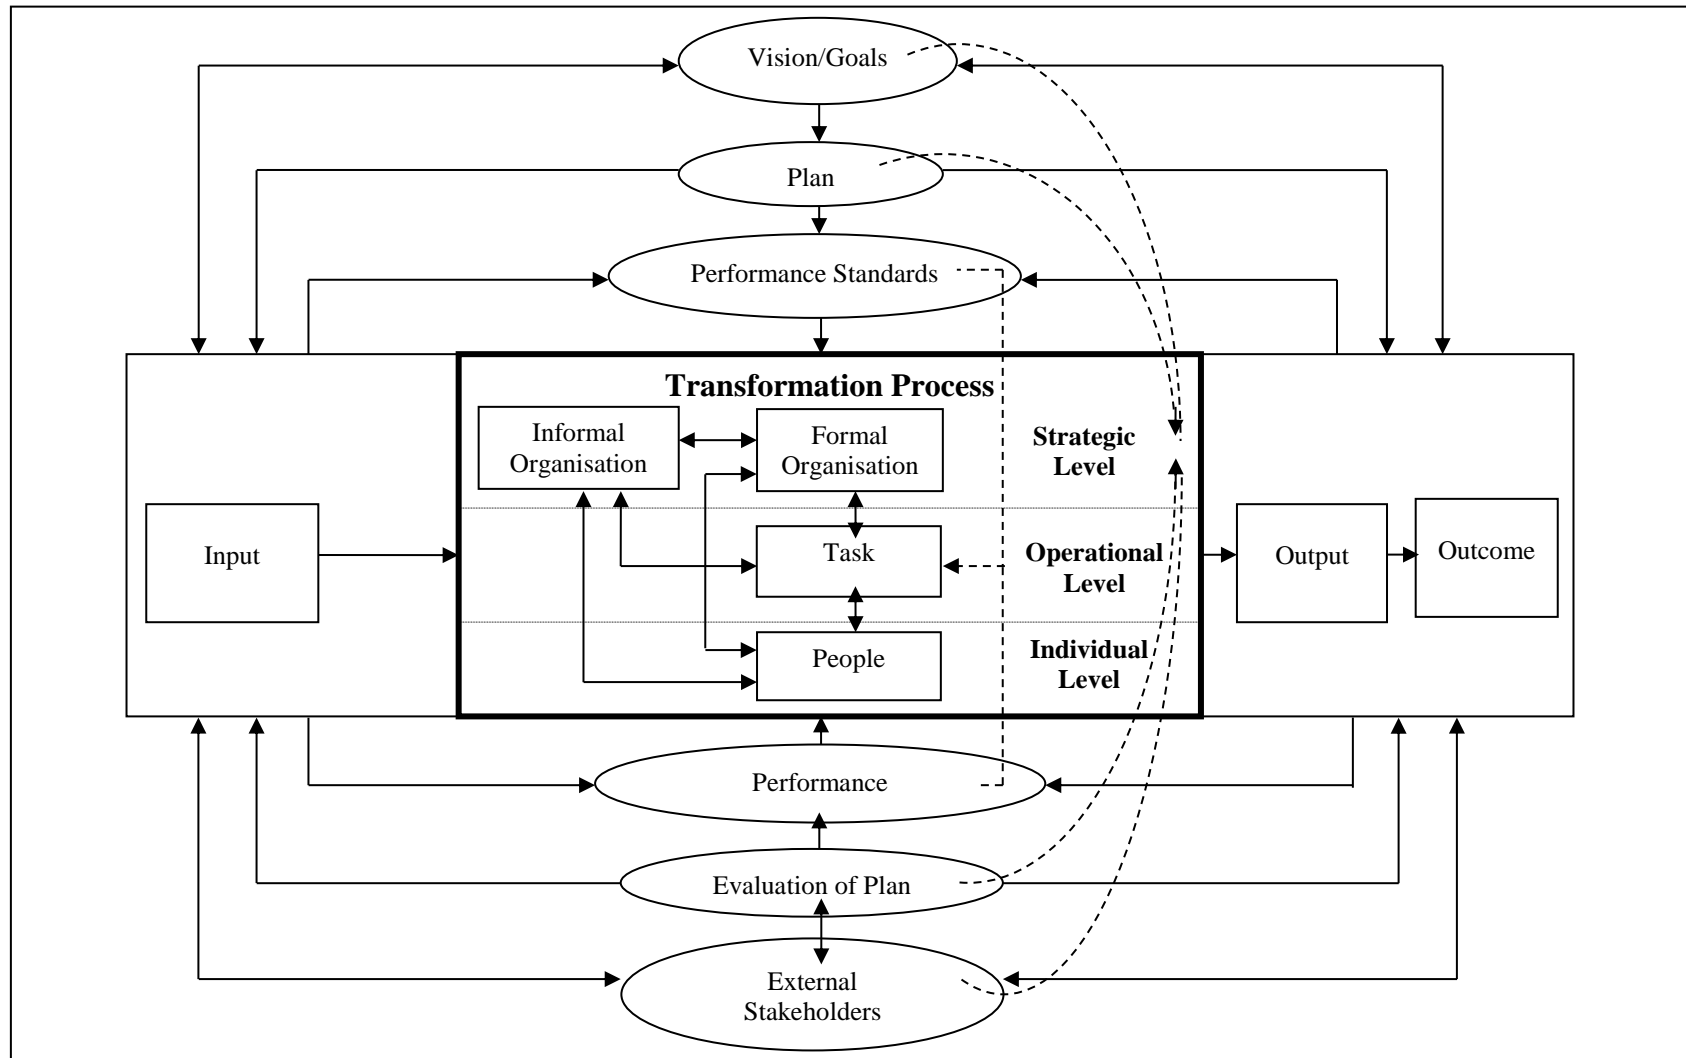 Vision/Goals
Plan
Performance Standards
Transformation Process
Informal
Organisation
Formal
Organisation
Strategic
Level
Input
Task
Operational
Level
Output
Outcome
People
Individual
Level
Performance
Evaluation of Plan
External
Stakeholders